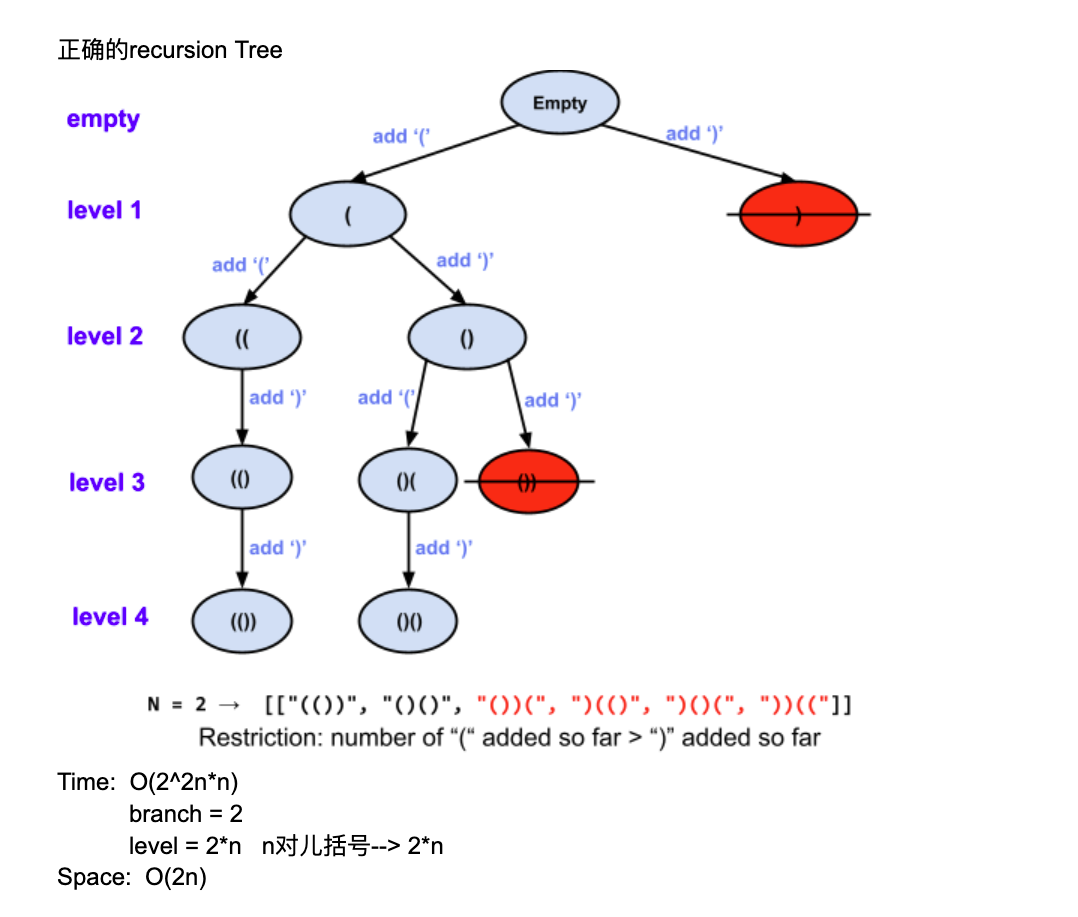 正确的recursion Tree
Empty
empty
add ‘(’
add ‘)’
level 1
(
)
add ‘(’
add ‘)’
level 2
((
()
add ‘)’
add ‘(’
add ‘)’
level 3
(()
()(
())
add ‘)’
add ‘)’
level 4
(())
()()
N = 2 → [["(())", "()()", "())(", ")(()", ")()(", "))(("]]
Restriction: number of “(“ added so far > “)” added so far
Time: O(2^2n*n)
branch = 2
level = 2*n n对儿括号--> 2*n
Space: O(2n)